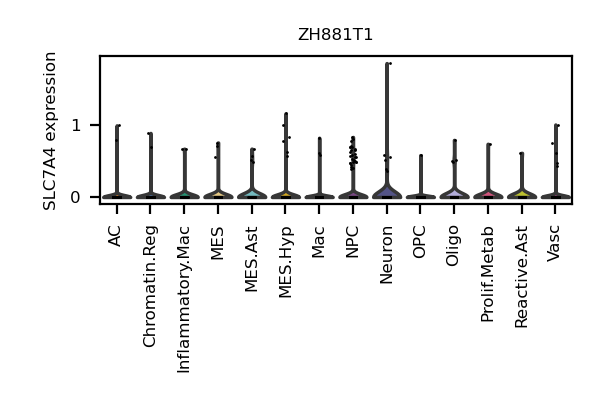 ZH881T1
SLC7A4 expression
1
0
AC
Chromatin.Reg
Inflammatory.Mac
MES
MES.Ast
MES.Hyp
Mac
NPC
Neuron
OPC
Oligo
Prolif.Metab
Reactive.Ast
Vasc